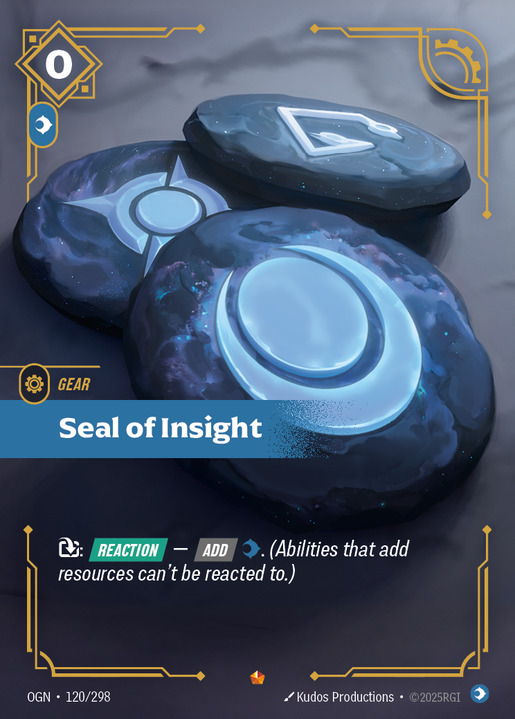 0
GEAR
Seal of Insight
: REACTION — ADD . (Abilities that add
resources can't be reacted to.)
OGN • 120/298
Kudos Productions • ©2025RGI